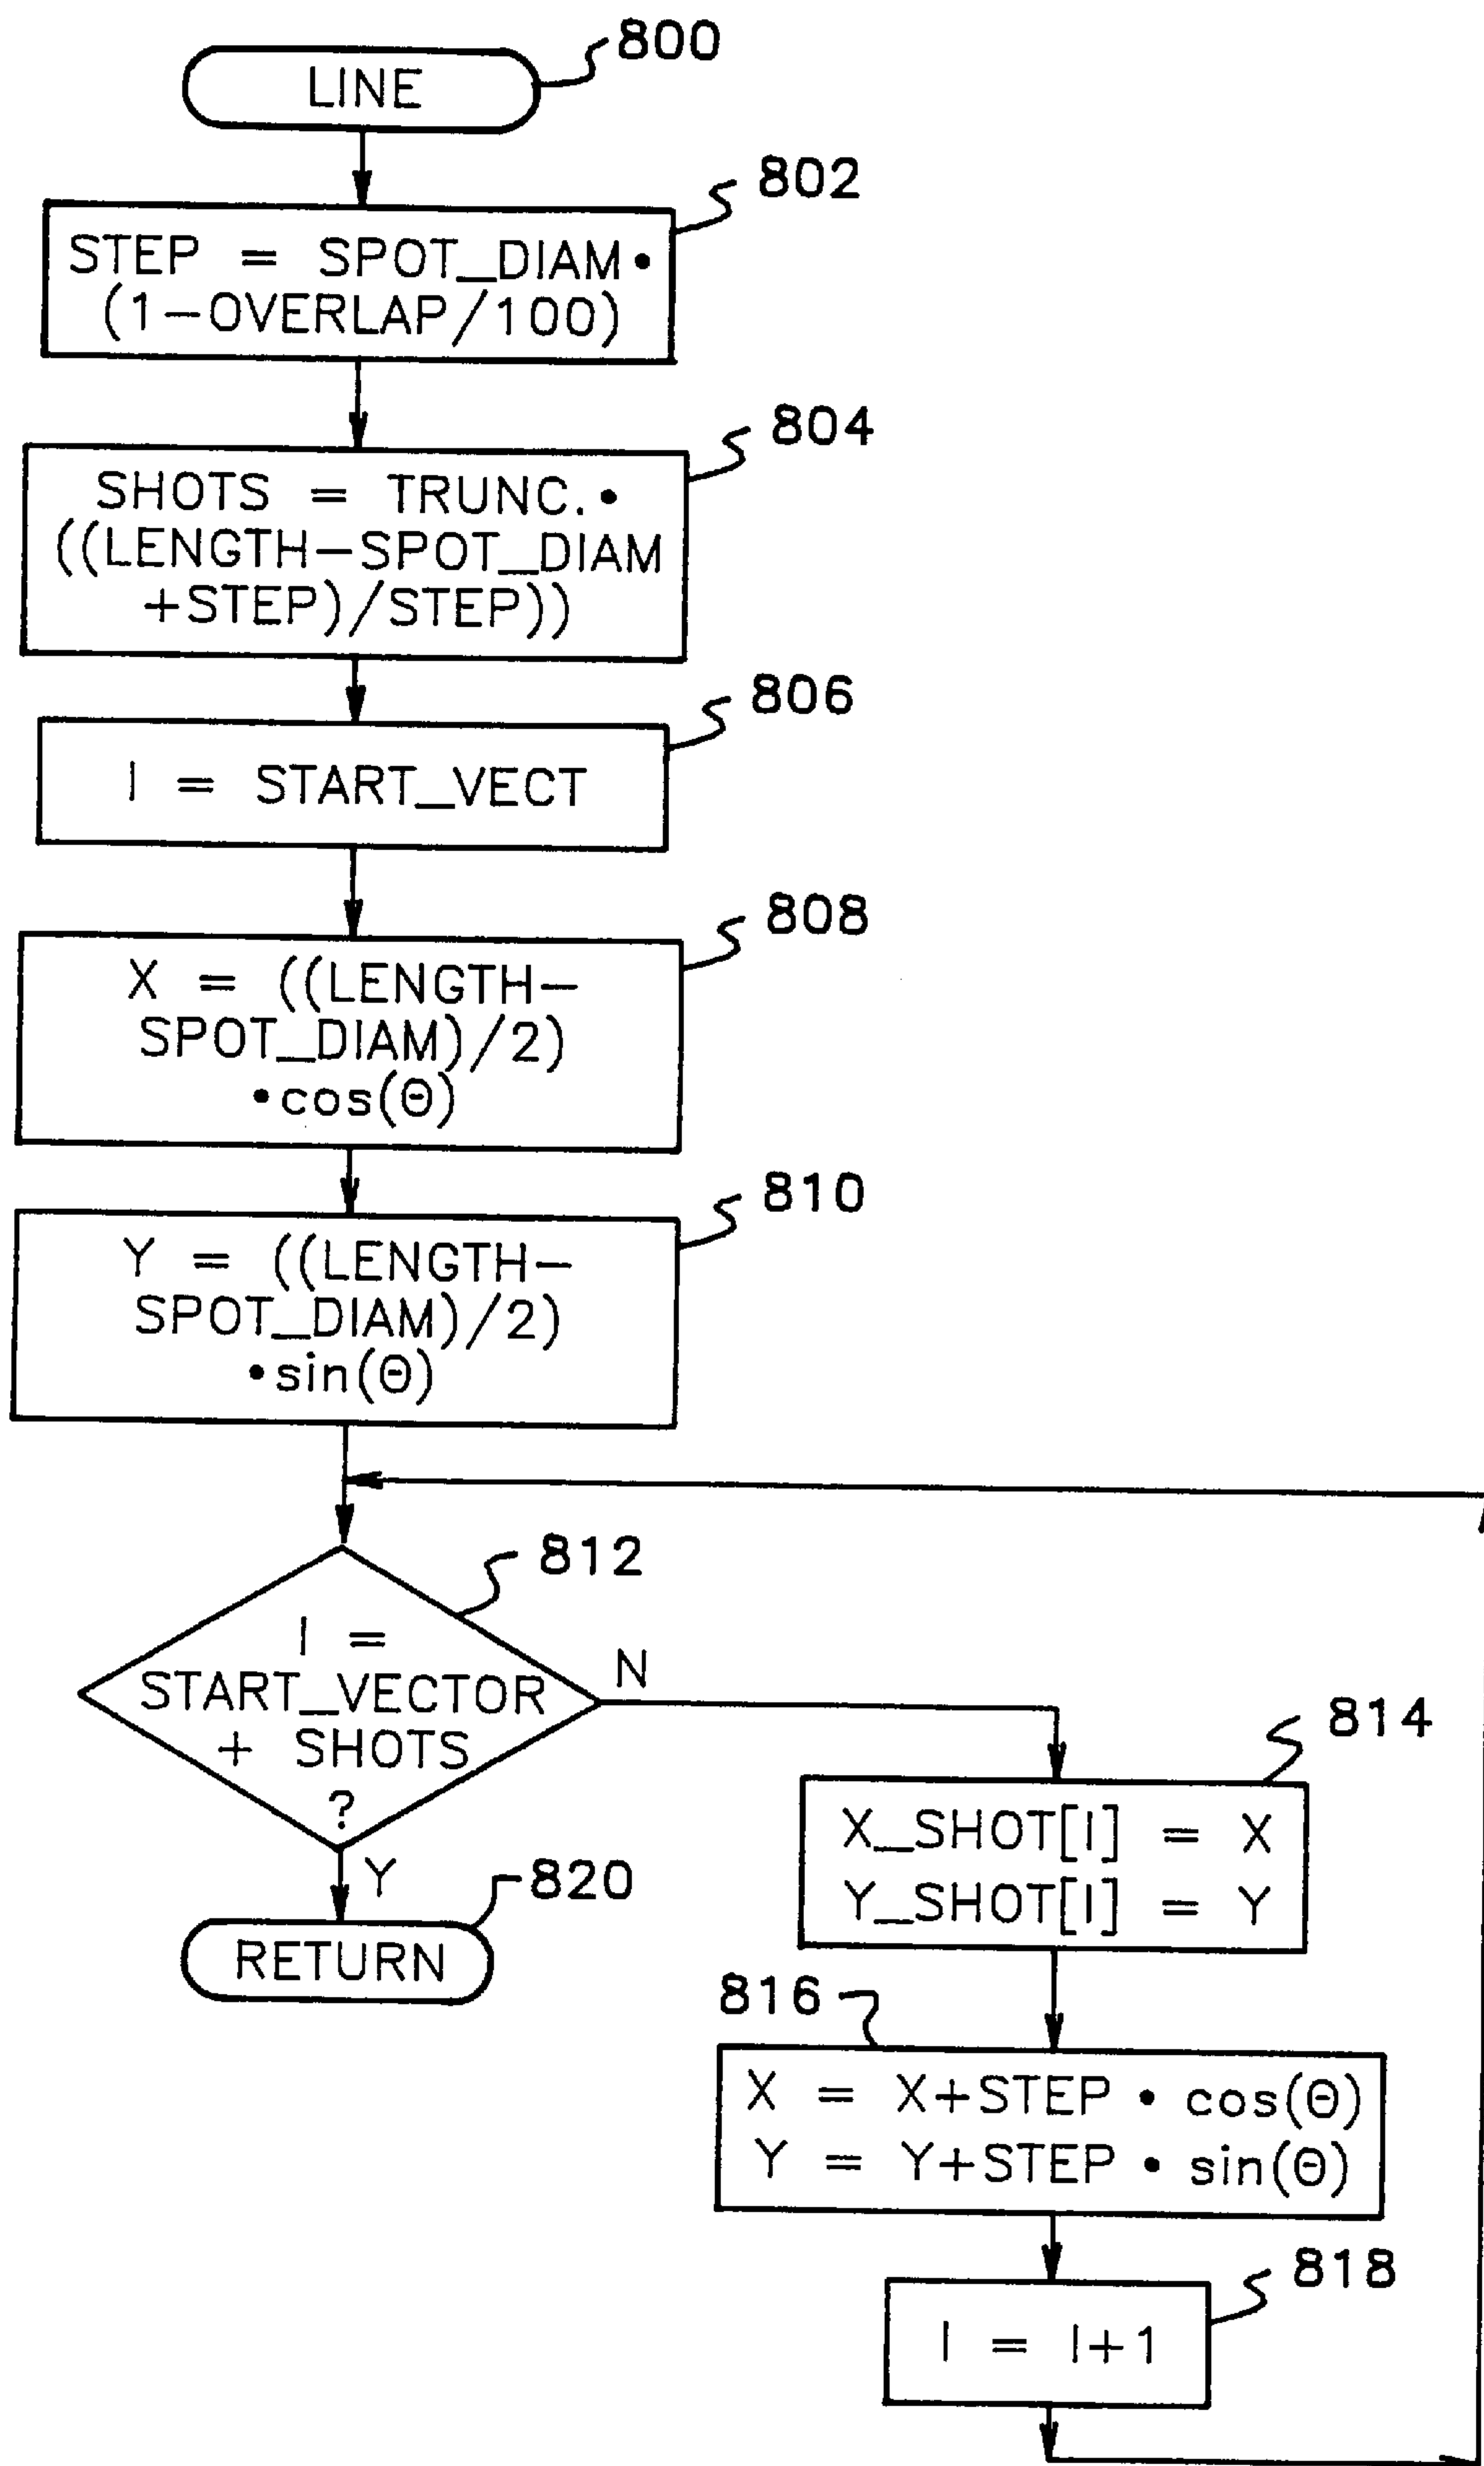 800
LINE
802
STEP = SPOT_DIAM •
(1-OVERLAP/100)
804
SHOTS = TRUNC. •
((LENGTH-SPOT_DIAM
+STEP)/STEP))
806
I = START_VECT
808
X = ((LENGTH-
SPOT_DIAM)/2)
•cos(Θ)
810
Y = ((LENGTH-
SPOT_DIAM)/2)
•sin(Θ)
812
I =
START_VECTOR
+ SHOTS
?
N
Y
820
RETURN
814
X_SHOT[I] = X
Y_SHOT[I] = Y
816
X = X+STEP • cos(Θ)
Y = Y+STEP • sin(Θ)
818
I = I+1